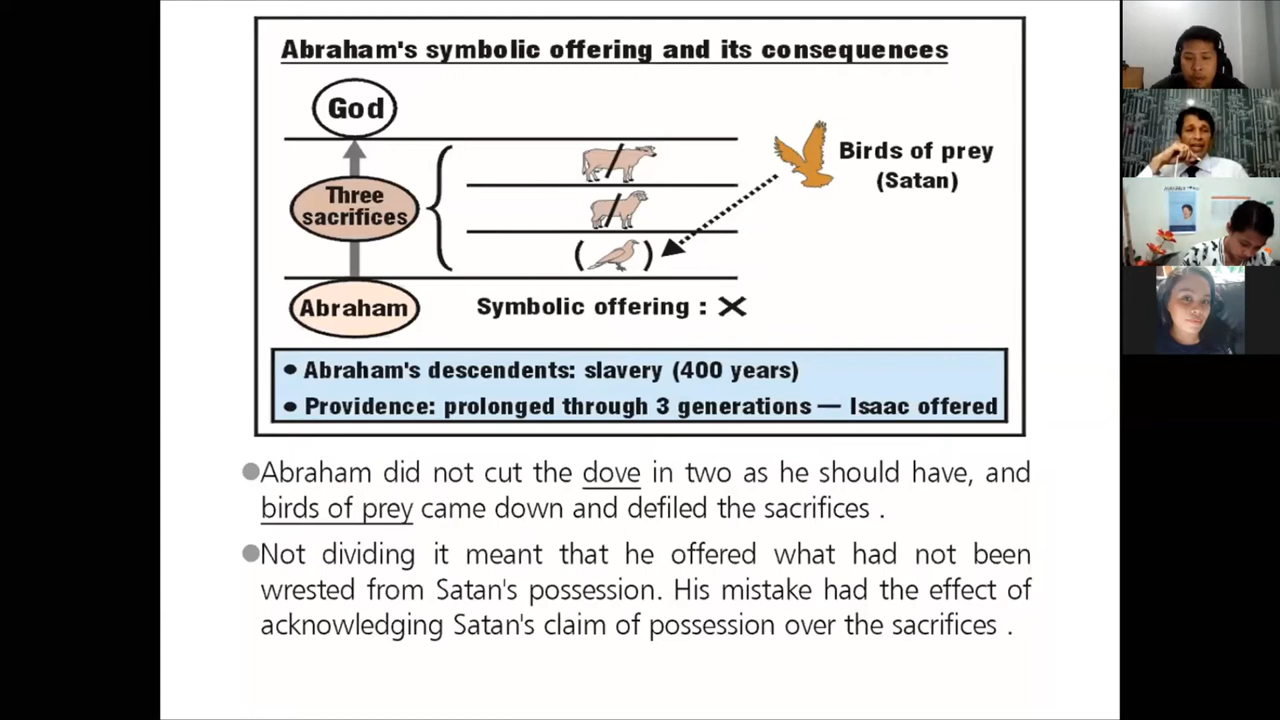 Abraham's symbolic offering and its consequences
God
Birds of prey
(Satan)
Three
sacrifices
Abraham
Symbolic offering : ✕
● Abraham's descendents: slavery (400 years)
● Providence: prolonged through 3 generations — Isaac offered
●Abraham did not cut the dove in two as he should have, and
birds of prey came down and defiled the sacrifices .
●Not dividing it meant that he offered what had not been
wrested from Satan's possession. His mistake had the effect of
acknowledging Satan's claim of possession over the sacrifices .